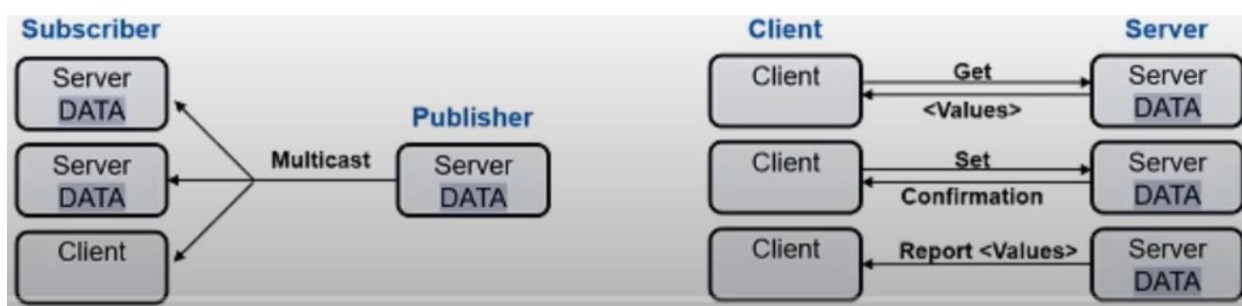 Subscriber
Server
DATA
Server
DATA
Client
Multicast
Publisher
Server
DATA
Client
Server
Client
Get
<Values>
Server
DATA
Client
Set
Confirmation
Server
DATA
Client
Report <Values>
Server
DATA